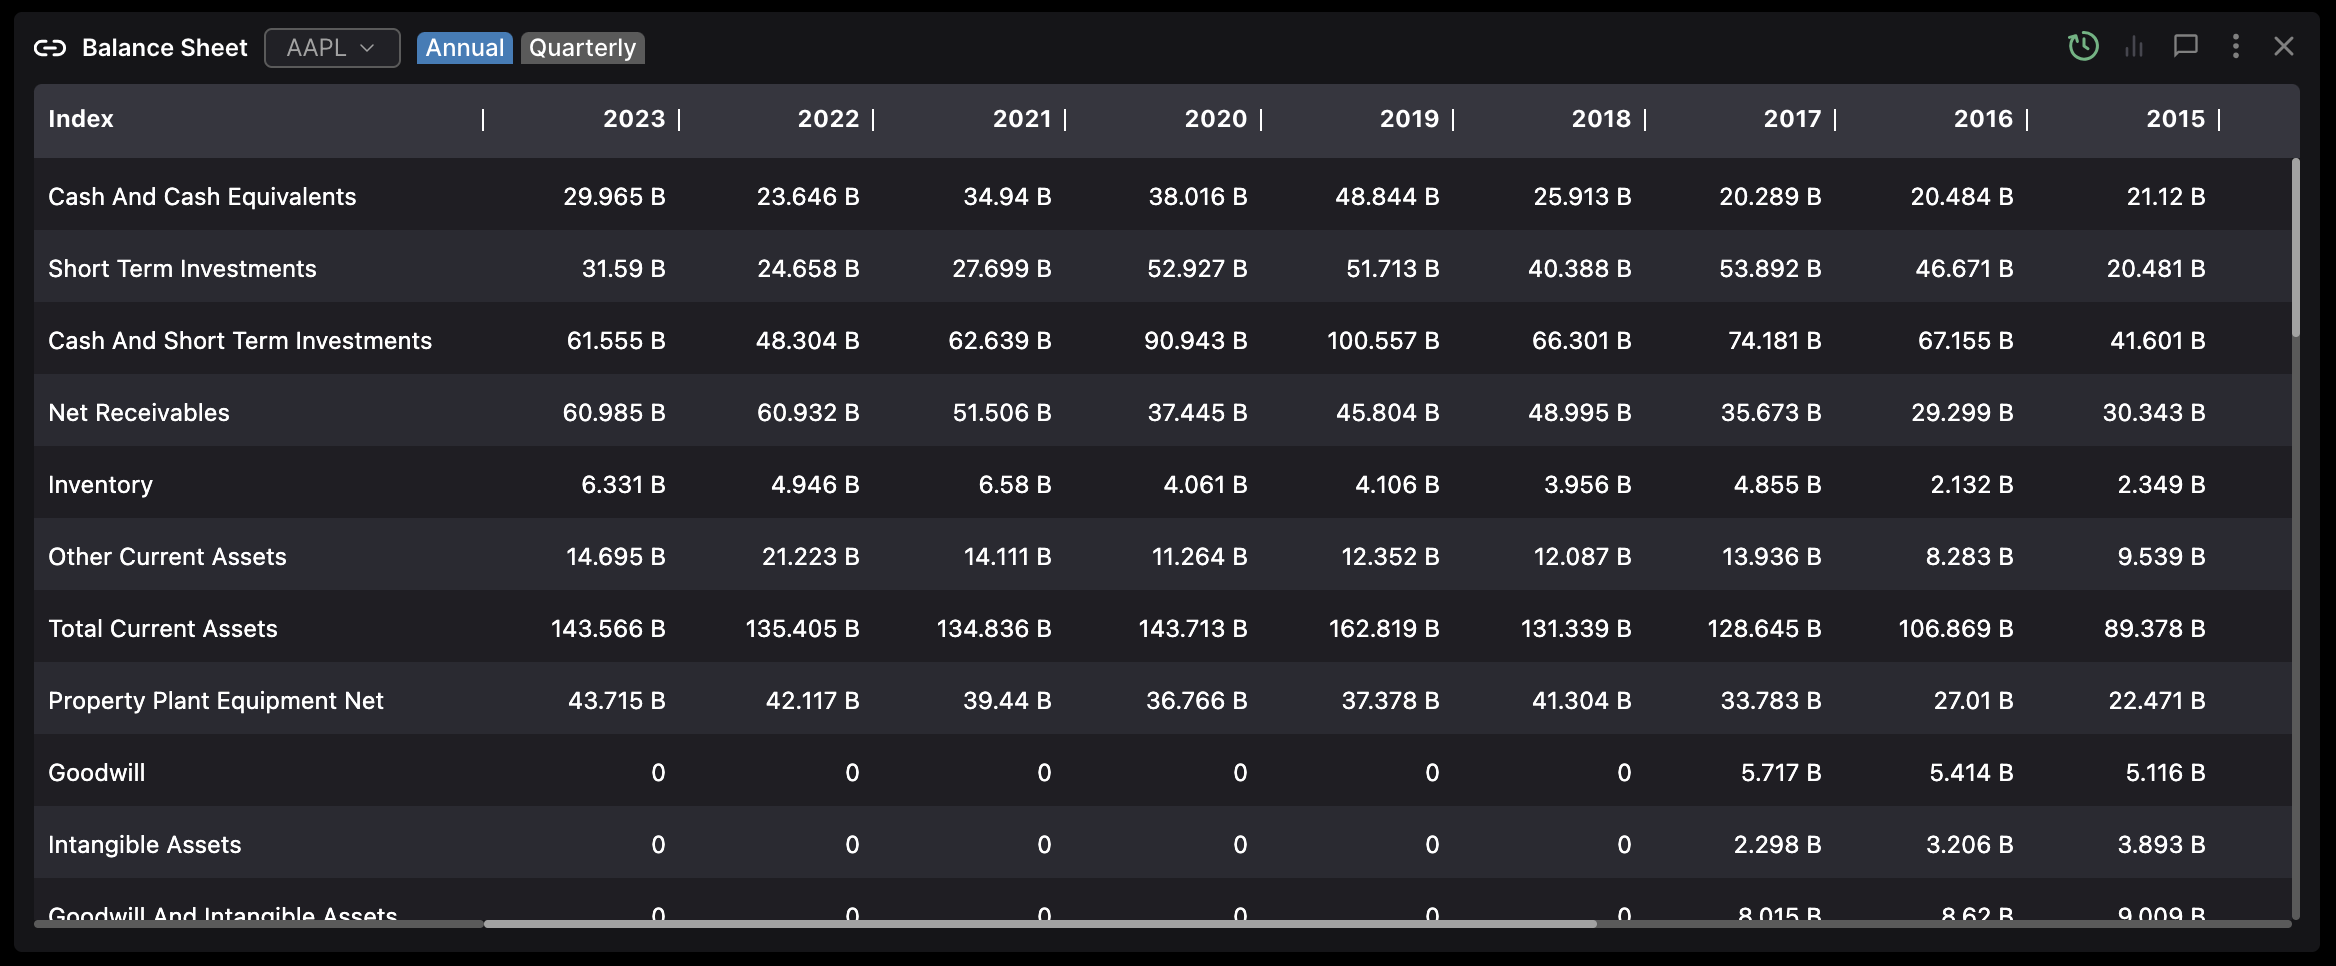 Balance Sheet AAPL Annual Quarterly
Index 2023 2022 2021 2020 2019 2018 2017 2016 2015
Cash And Cash Equivalents 29.965 B 23.646 B 34.94 B 38.016 B 48.844 B 25.913 B 20.289 B 20.484 B 21.12 B
Short Term Investments 31.59 B 24.658 B 27.699 B 52.927 B 51.713 B 40.388 B 53.892 B 46.671 B 20.481 B
Cash And Short Term Investments 61.555 B 48.304 B 62.639 B 90.943 B 100.557 B 66.301 B 74.181 B 67.155 B 41.601 B
Net Receivables 60.985 B 60.932 B 51.506 B 37.445 B 45.804 B 48.995 B 35.673 B 29.299 B 30.343 B
Inventory 6.331 B 4.946 B 6.58 B 4.061 B 4.106 B 3.956 B 4.855 B 2.132 B 2.349 B
Other Current Assets 14.695 B 21.223 B 14.111 B 11.264 B 12.352 B 12.087 B 13.936 B 8.283 B 9.539 B
Total Current Assets 143.566 B 135.405 B 134.836 B 143.713 B 162.819 B 131.339 B 128.645 B 106.869 B 89.378 B
Property Plant Equipment Net 43.715 B 42.117 B 39.44 B 36.766 B 37.378 B 41.304 B 33.783 B 27.01 B 22.471 B
Goodwill 0 0 0 0 0 0 5.717 B 5.414 B 5.116 B
Intangible Assets 0 0 0 0 0 0 2.298 B 3.206 B 3.893 B
Goodwill And Intangible Assets 0 0 0 0 0 0 8.015 B 8.62 B 9.009 B